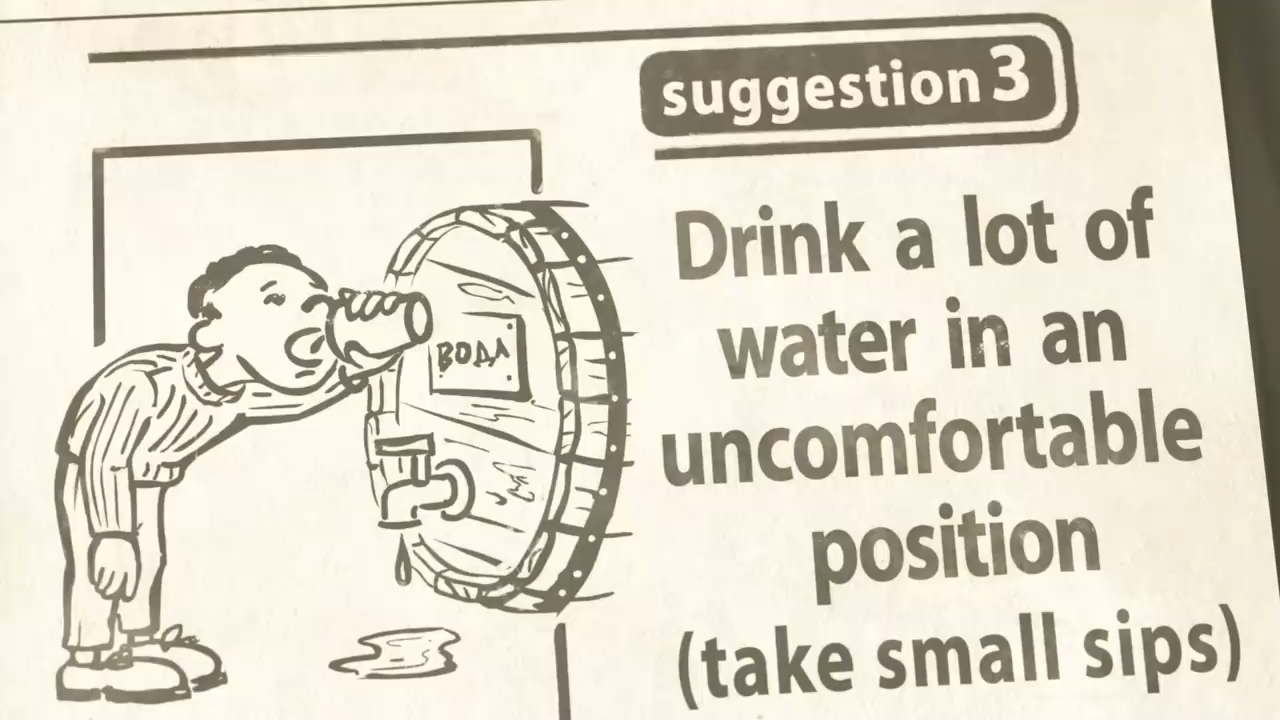 suggestion 3
Drink a lot of
water in an
uncomfortable
position
(take small sips)
ВОДА